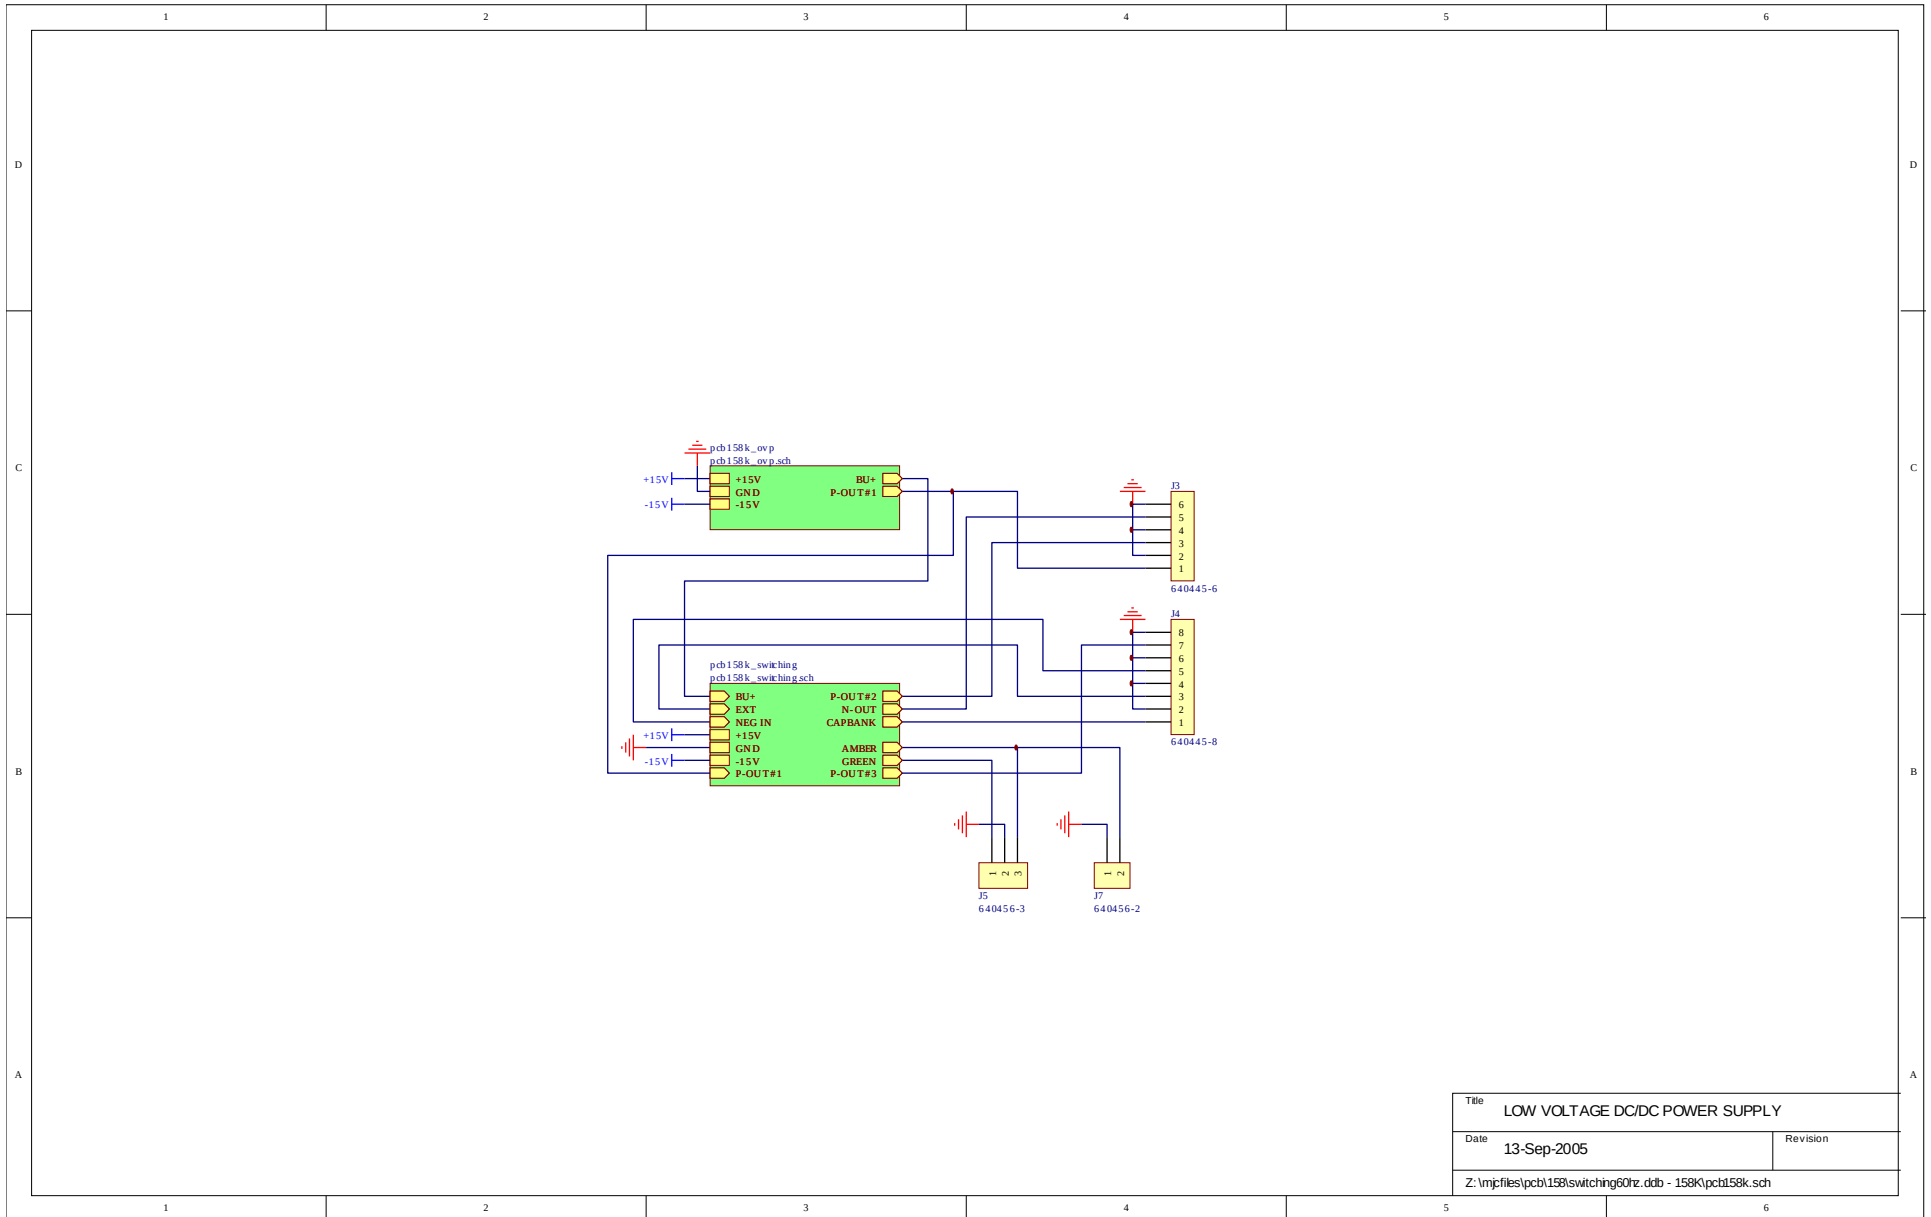 1 2 3 4 5 6
D D
C C
B B
A A
pcb158k_ovp
pcb158k_ovp.sch
+15V
-15V
+15V
GND
-15V
BU+
P-OUT#1
J3
6
5
4
3
2
1
640445-6
J4
8
7
6
5
4
3
2
1
640445-8
pcb158k_switching
pcb158k_switching.sch
+15V
-15V
BU+
EXT
NEG IN
+15V
GND
-15V
P-OUT#1
P-OUT#2
N-OUT
CAPBANK
AMBER
GREEN
P-OUT#3
1 2 3
J5
640456-3
1 2
J7
640456-2
Title
LOW VOLTAGE DC/DC POWER SUPPLY
Date
13-Sep-2005
Revision
Z:\mjcfiles\pcb\158\switching60hz.ddb - 158K\pcb158k.sch
1 2 3 4 5 6